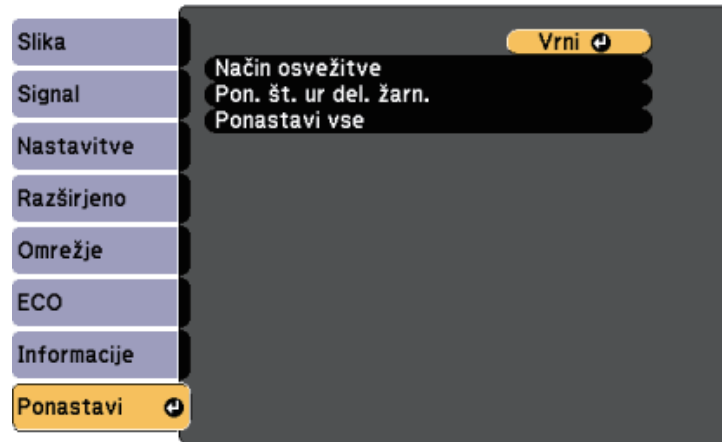 Slika
Signal
Nastavitve
Razširjeno
Omrežje
ECO
Informacije
Ponastavi
Vrni
Način osvežitve
Pon. št. ur del. žarn.
Ponastavi vse